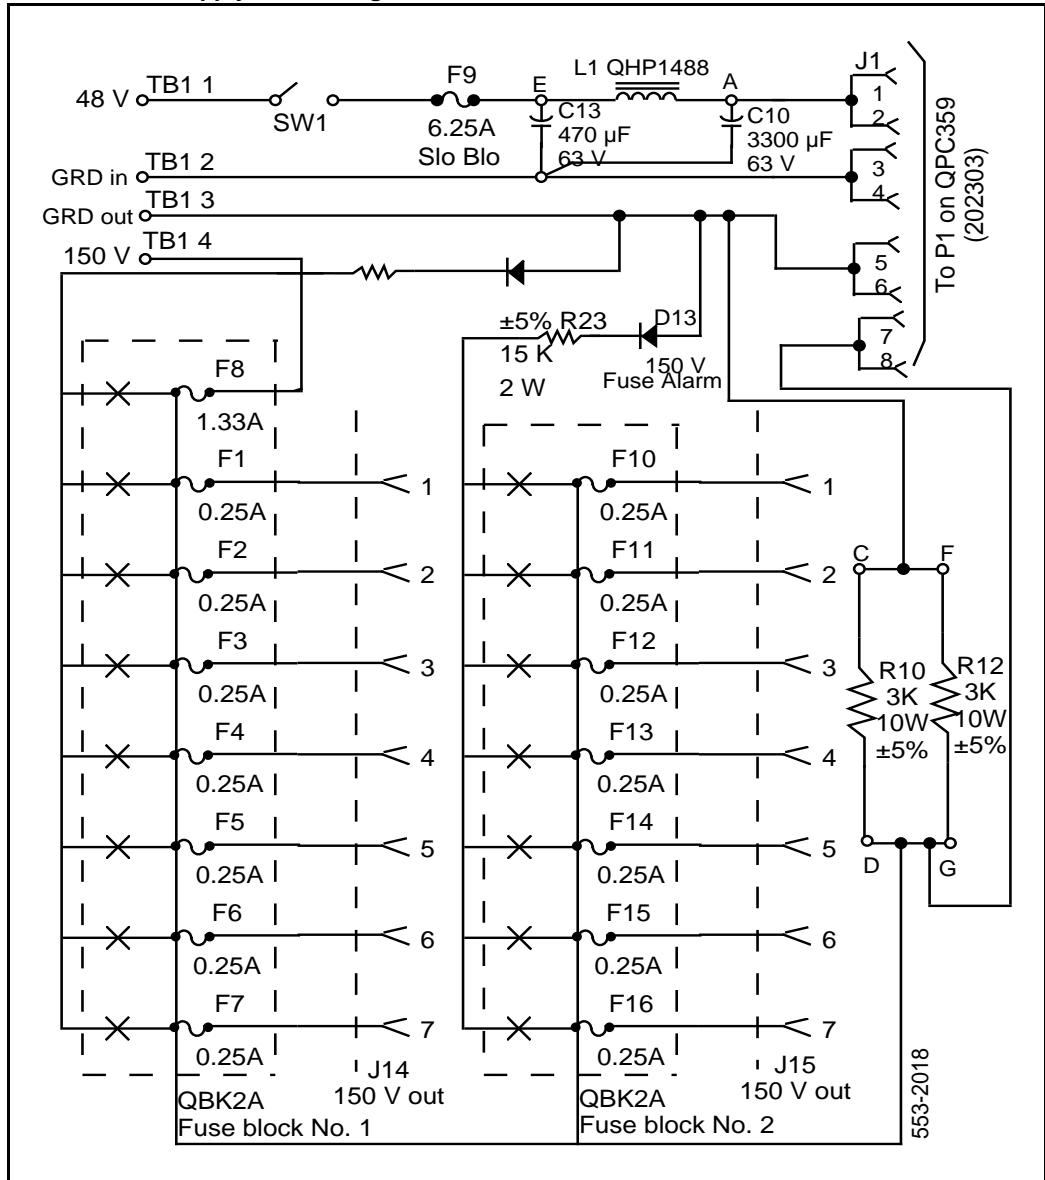 J1
F9
L1 QHP1488
E
A
TB1 1
48 V
SW1
6.25A
Slo Blo
C13
470 µF
63 V
C10
3300 µF
63 V
1
2
TB1 2
GRD in
3
4
TB1 3
GRD out
TB1 4
150 V
5
6
To P1 on QPC359
(202303)
±5% R23
15 K
2 W
D13
150 V
Fuse Alarm
7
8
F8
1.33A
F1
0.25A
1
F2
0.25A
2
F3
0.25A
3
F4
0.25A
4
F5
0.25A
5
F6
0.25A
6
F7
0.25A
7
J14
150 V out
QBK2A
Fuse block No. 1
F10
0.25A
1
F11
0.25A
2
F12
0.25A
3
F13
0.25A
4
F14
0.25A
5
F15
0.25A
6
F16
0.25A
7
J15
150 V out
QBK2A
Fuse block No. 2
C
F
R10
3K
10W
±5%
R12
3K
10W
±5%
D
G
553-2018